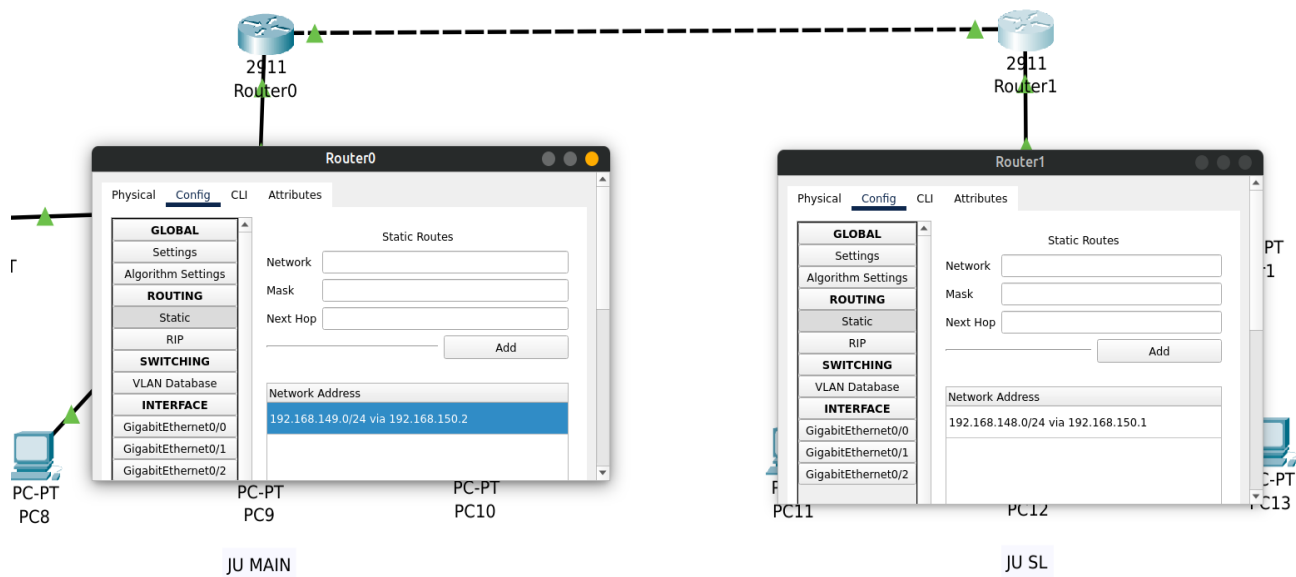 2911
Router0
2911
Router1
Router0
Physical Config CLI Attributes
GLOBAL
Settings
Algorithm Settings
ROUTING
Static
RIP
SWITCHING
VLAN Database
INTERFACE
GigabitEthernet0/0
GigabitEthernet0/1
GigabitEthernet0/2
Static Routes
Network
Mask
Next Hop
Add
Network Address
192.168.149.0/24 via 192.168.150.2
Router1
Physical Config CLI Attributes
GLOBAL
Settings
Algorithm Settings
ROUTING
Static
RIP
SWITCHING
VLAN Database
INTERFACE
GigabitEthernet0/0
GigabitEthernet0/1
GigabitEthernet0/2
Static Routes
Network
Mask
Next Hop
Add
Network Address
192.168.148.0/24 via 192.168.150.1
PC-PT
PC8
PC-PT
PC9
PC-PT
PC10
PC11
PC12
PC13
JU MAIN
JU SL